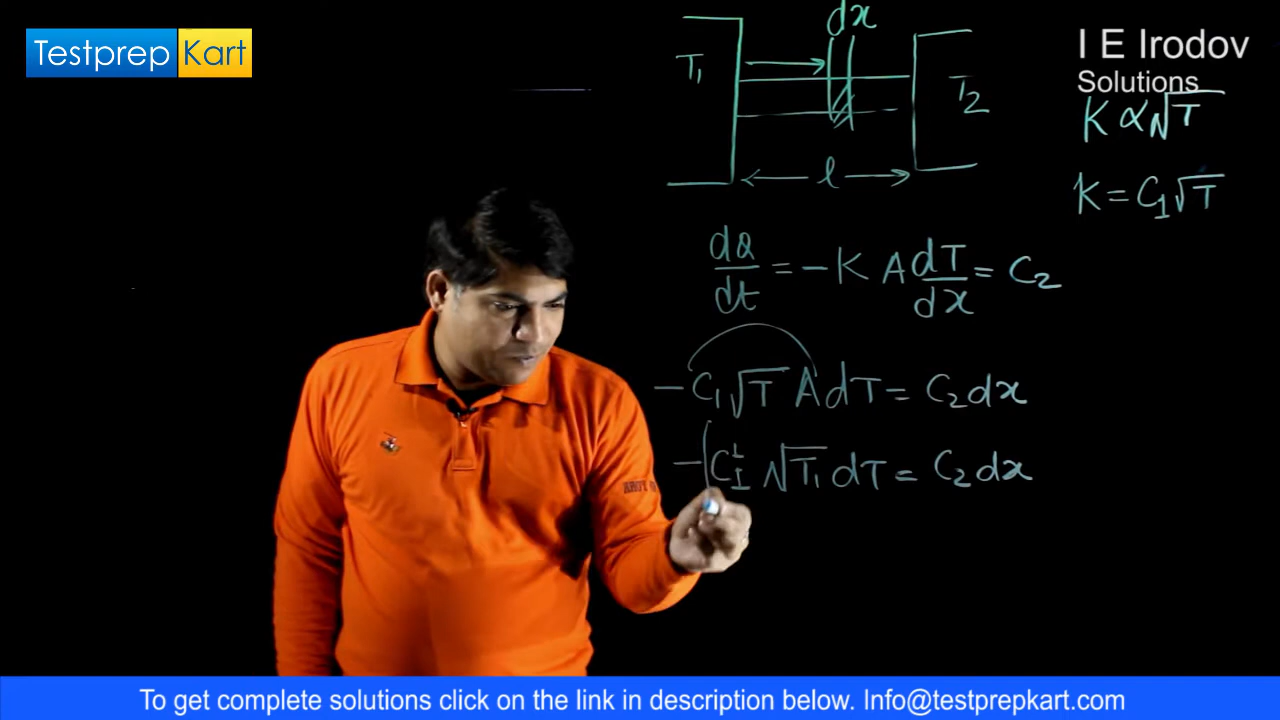 Testprep Kart
I E Irodov
Solutions
dx
T₁
T₂
l
K ∝ √T
K = C₁√T
dQ/dt = - K A dT/dx = C₂
- C₁ √T A dT = C₂ dx
- C₁¹ √T₁ dT = C₂ dx
To get complete solutions click on the link in description below. Info@testprepkart.com